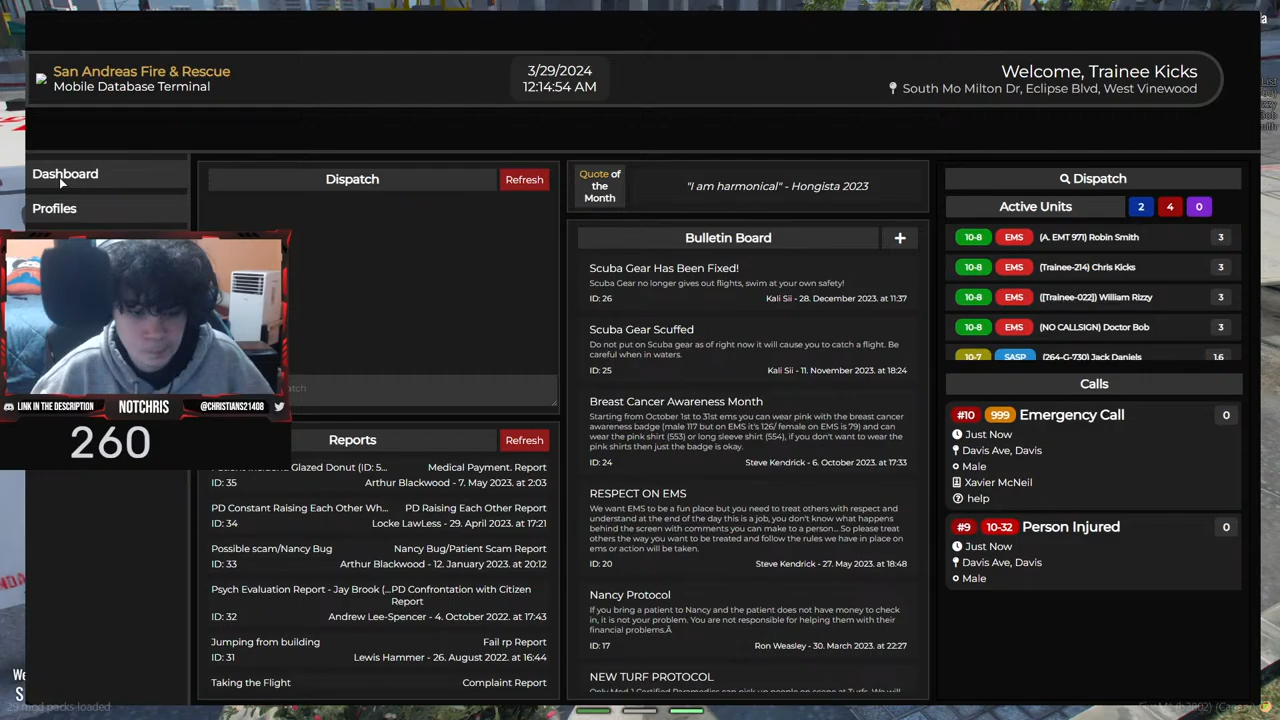 San Andreas Fire & Rescue
Mobile Database Terminal
3/29/2024
12:14:54 AM
Welcome, Trainee Kicks
South Mo Milton Dr, Eclipse Blvd, West Vinewood
Dashboard
Profiles
LINK IN THE DESCRIPTION
NOTCHRIS
@CHRISTIANS21408
260
Dispatch
Refresh
Reports
Refresh
Glazed Donut (ID: 5...
Medical Payment. Report
ID: 35
Arthur Blackwood - 7. May 2023. at 2:03
PD Constant Raising Each Other Wh...
PD Raising Each Other Report
ID: 34
Locke LawLess - 29. April 2023. at 17:21
Possible scam/Nancy Bug
Nancy Bug/Patient Scam Report
ID: 33
Arthur Blackwood - 12. January 2023. at 20:12
Psych Evaluation Report - Jay Brook (...
PD Confrontation with Citizen
Report
ID: 32
Andrew Lee-Spencer - 4. October 2022. at 17:43
Jumping from building
Fail rp Report
ID: 31
Lewis Hammer - 26. August 2022. at 16:44
Taking the Flight
Complaint Report
Quote of
the
Month
"I am harmonical" - Hongista 2023
Bulletin Board
+
Scuba Gear Has Been Fixed!
Scuba Gear no longer gives out flights, swim at your own safety!
ID: 26
Kali Sii - 28. December 2023. at 11:37
Scuba Gear Scuffed
Do not put on Scuba gear as of right now it will cause you to catch a flight. Be
careful when in waters.
ID: 25
Kali Sii - 11. November 2023. at 18:24
Breast Cancer Awareness Month
Starting from October 1st to 31st ems you can wear pink with the breast cancer
awareness badge (male 117 but on EMS it's 126/ female on EMS is 79) and can
wear the pink shirt (553) or long sleeve shirt (554), if you don't want to wear the
pink shirts then just the badge is okay.
ID: 24
Steve Kendrick - 6. October 2023. at 17:33
RESPECT ON EMS
We want EMS to be a fun place but you need to treat others with respect and
understand at the end of the day this is a job, you don't know what happens
behind the screen with comments you can make to a person... So please treat
others the way you want to be treated and follow the rules we have in place on
ems or action will be taken.
ID: 20
Steve Kendrick - 27. May 2023. at 18:48
Nancy Protocol
If you bring a patient to Nancy and the patient does not have money to check
in, it is not your problem. You are not responsible for helping them with their
financial problems.Â
ID: 17
Ron Weasley - 30. March 2023. at 22:27
NEW TURF PROTOCOL
Dispatch
Active Units
2
4
0
10-8 EMS (A. EMT 971) Robin Smith 3
10-8 EMS (Trainee-214) Chris Kicks 3
10-8 EMS ([Trainee-022]) William Rizzy 3
10-8 EMS (NO CALLSIGN) Doctor Bob 3
10-7 SASP (264-G-730) Jack Daniels 1.6
Calls
#10 999 Emergency Call 0
Just Now
Davis Ave, Davis
Male
Xavier McNeil
help
#9 10-32 Person Injured 0
Just Now
Davis Ave, Davis
Male
29 mod packs loaded